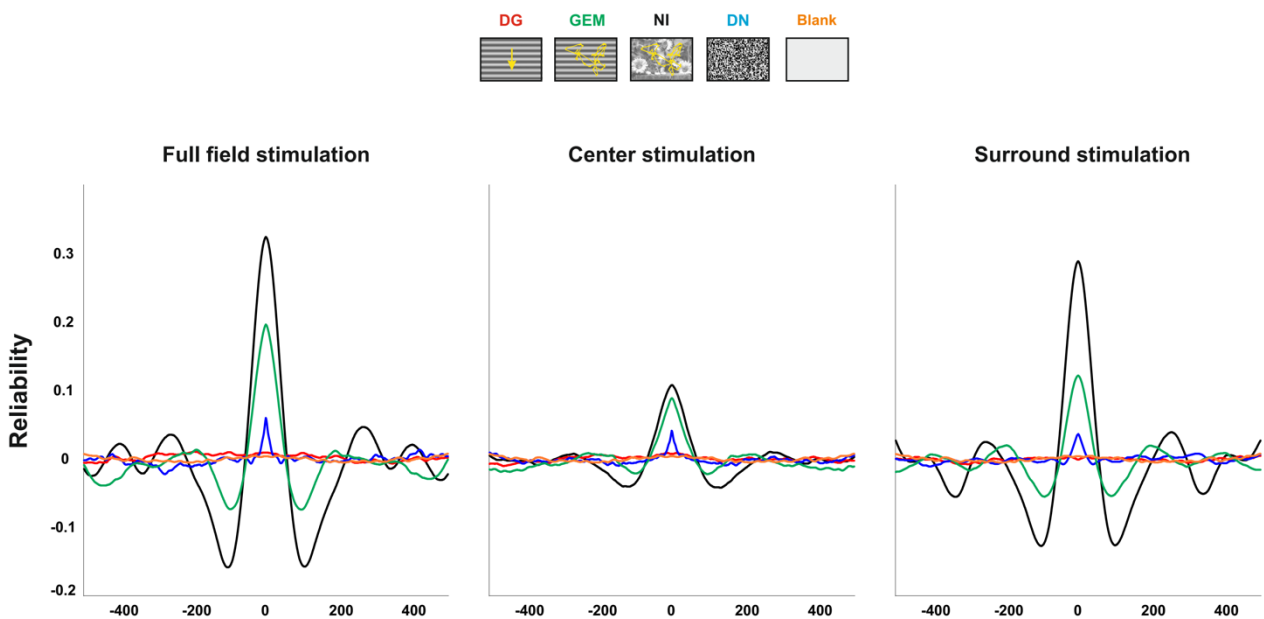 DG GEM NI DN Blank
Full field stimulation Center stimulation Surround stimulation
Reliability
0.3
0.2
0.1
0
-0.1
-0.2
-400 -200 0 200 400 -400 -200 0 200 400 -400 -200 0 200 400